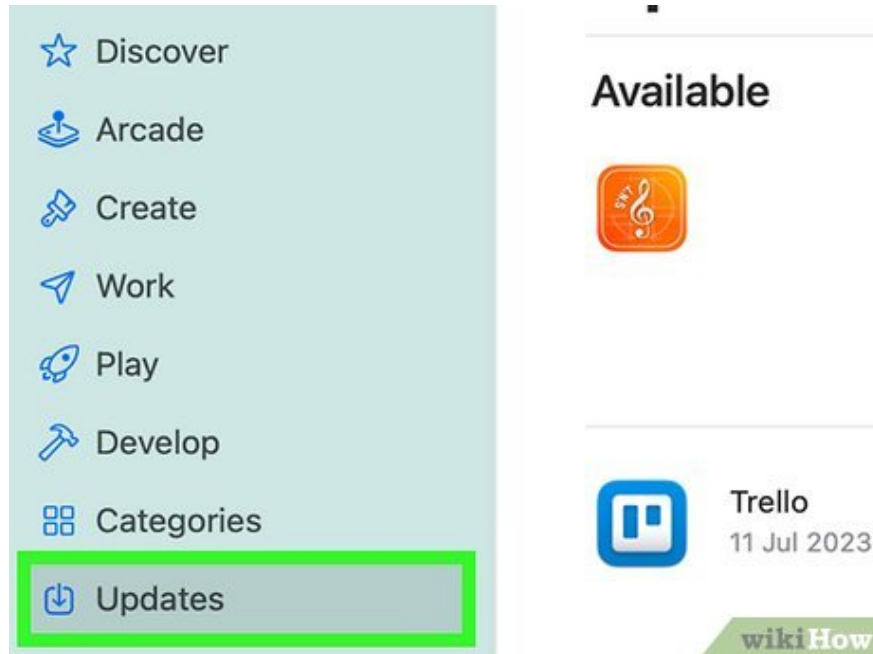 Discover
Arcade
Create
Work
Play
Develop
Categories
Updates
Available
S'N'T
Trello
11 Jul 2023
wikiHow